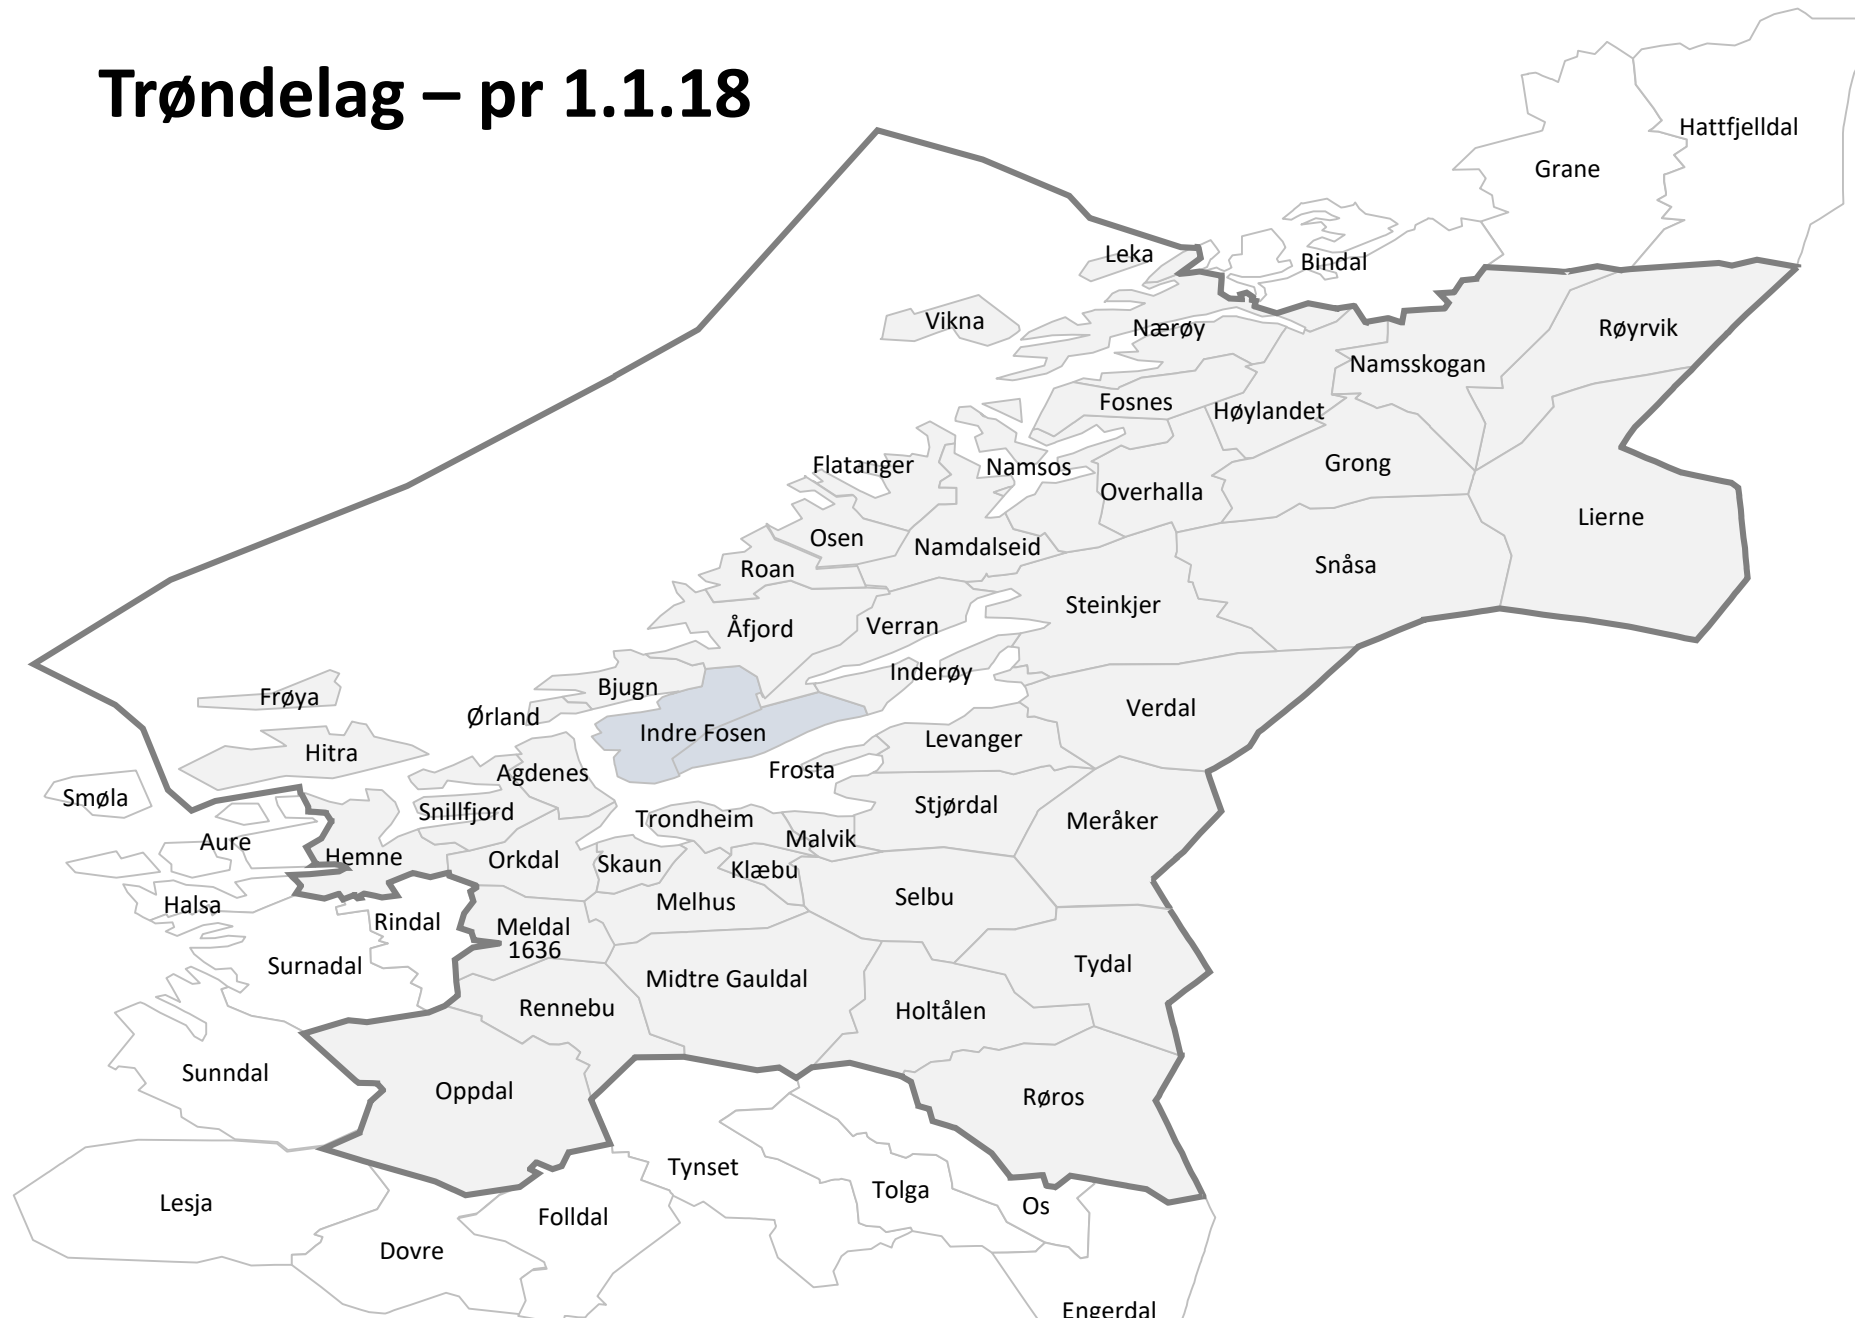 Trøndelag – pr 1.1.18
Hattfjelldal
Grane
Leka
Bindal
Vikna
Nærøy
Røyrvik
Namsskogan
Fosnes
Høylandet
Flatanger
Namsos
Grong
Overhalla
Lierne
Osen
Namdalseid
Roan
Snåsa
Steinkjer
Åfjord
Verran
Inderøy
Bjugn
Frøya
Ørland
Verdal
Indre Fosen
Levanger
Hitra
Frosta
Agdenes
Smøla
Stjørdal
Snillfjord
Trondheim
Meråker
Malvik
Aure
Hemne
Orkdal
Skaun
Klæbu
Selbu
Melhus
Halsa
Rindal
Meldal
1636
Surnadal
Tydal
Midtre Gauldal
Rennebu
Holtålen
Sunndal
Oppdal
Røros
Tynset
Tolga
Lesja
Os
Folldal
Dovre
Engerdal